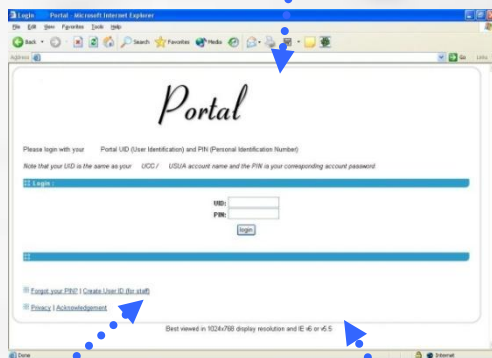 Login Portal - Microsoft Internet Explorer
File Edit View Favorites Tools Help
Back Search Favorites Media
Address Go Links
Portal
Please login with your Portal UID (User Identification) and PIN (Personal Identification Number)
Note that your UID is the same as your UCC / USUA account name and the PIN is your corresponding account password.
Login :
UID:
PIN:
login
Forgot your PIN? | Create User ID (for staff)
Privacy | Acknowledgement
Best viewed in 1024x768 display resolution and IE v6 or v5.5
Done Internet